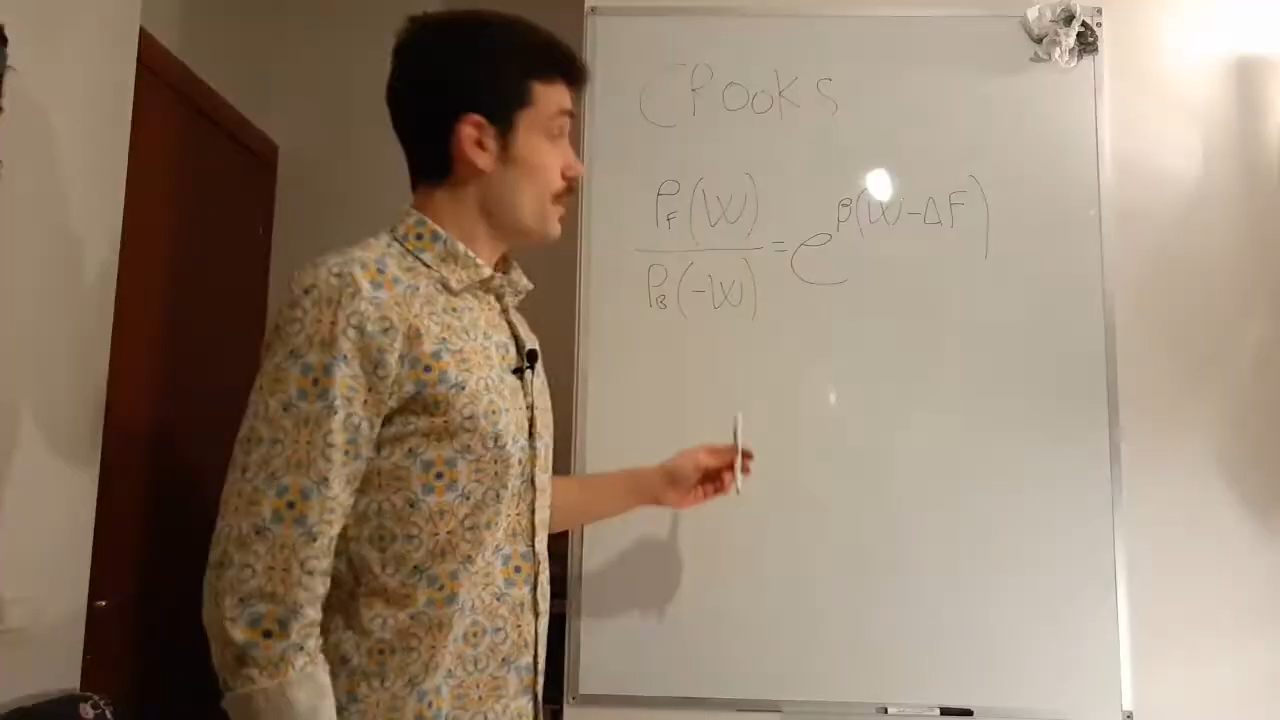 CROOKS
P_F(W) / P_B(-W) = e^{β(W-ΔF)}